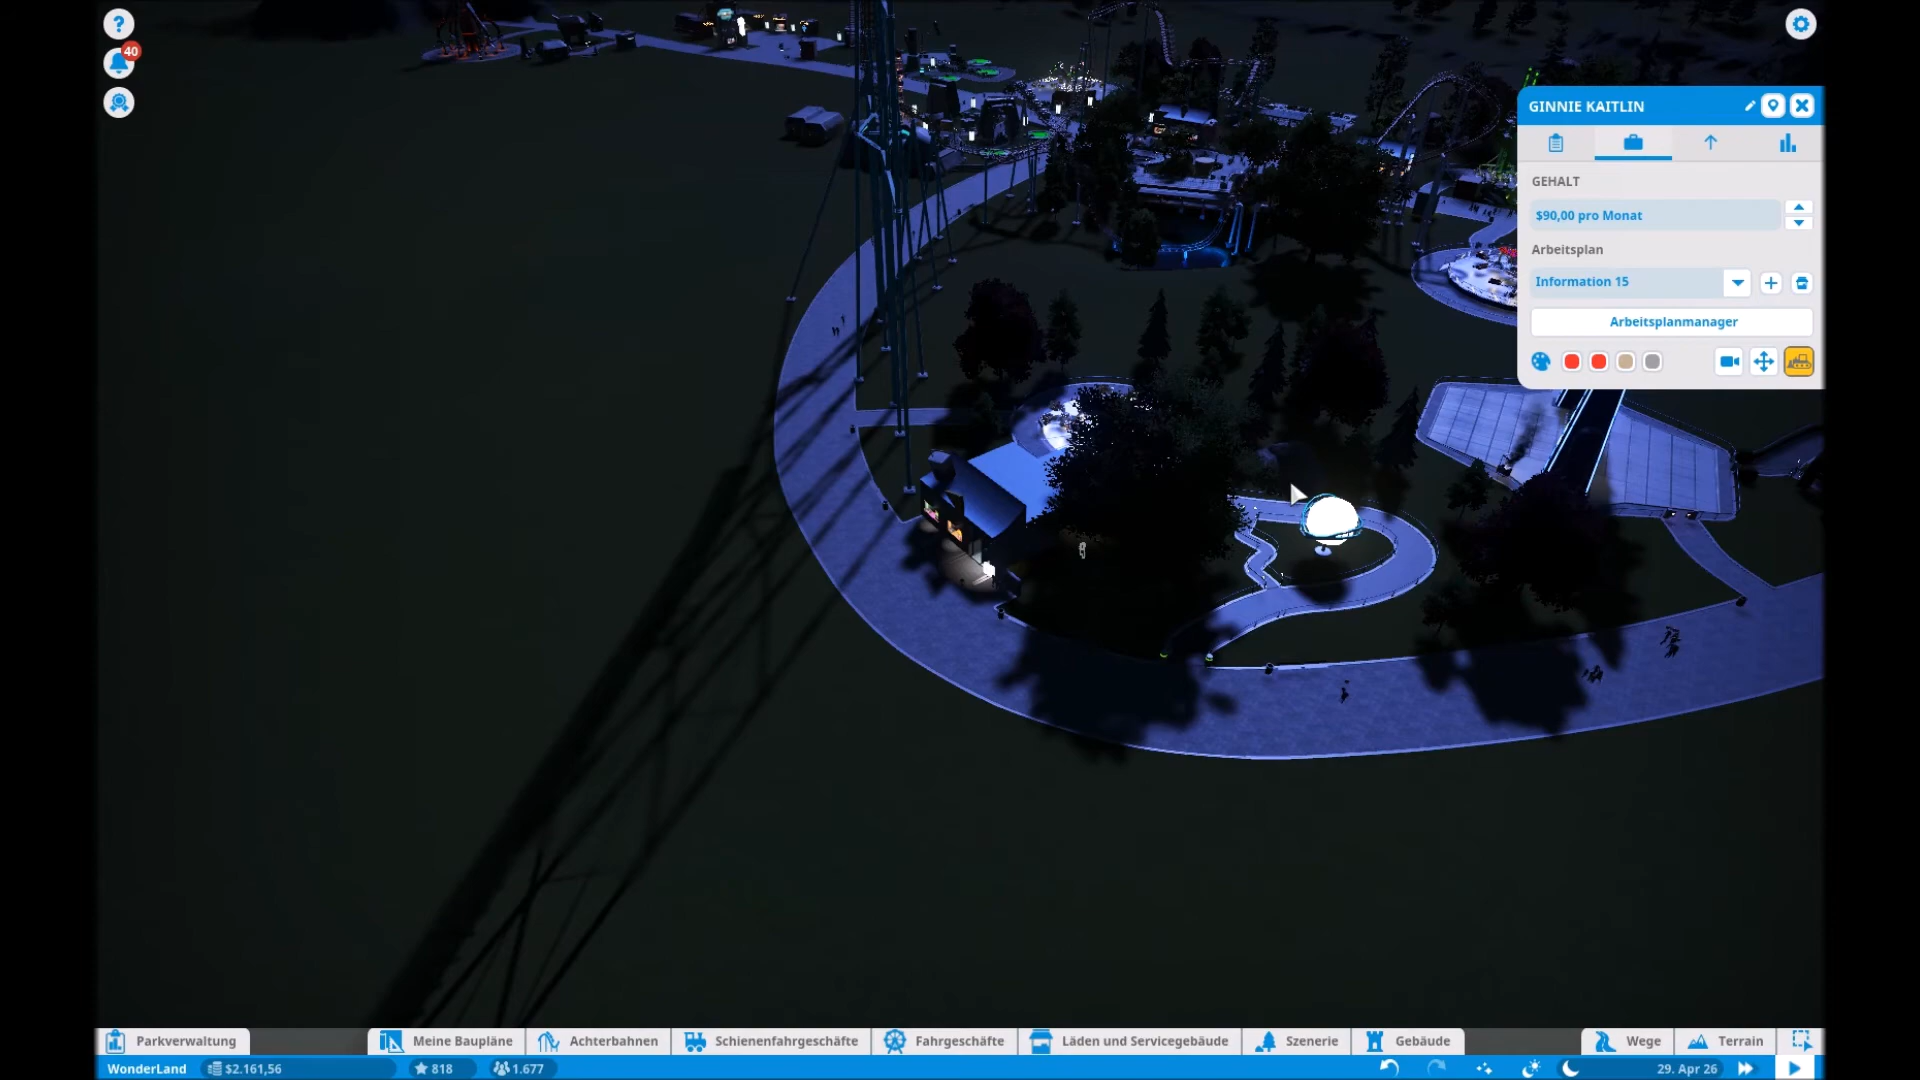 ?
40
GINNIE KAITLIN
GEHALT
$90,00 pro Monat
Arbeitsplan
Information 15
Arbeitsplanmanager
Parkverwaltung
Meine Baupläne
Achterbahnen
Schienenfahrgeschäfte
Fahrgeschäfte
Läden und Servicegebäude
Szenerie
Gebäude
Wege
Terrain
WonderLand
$2.161,56
818
1.677
29. Apr 26